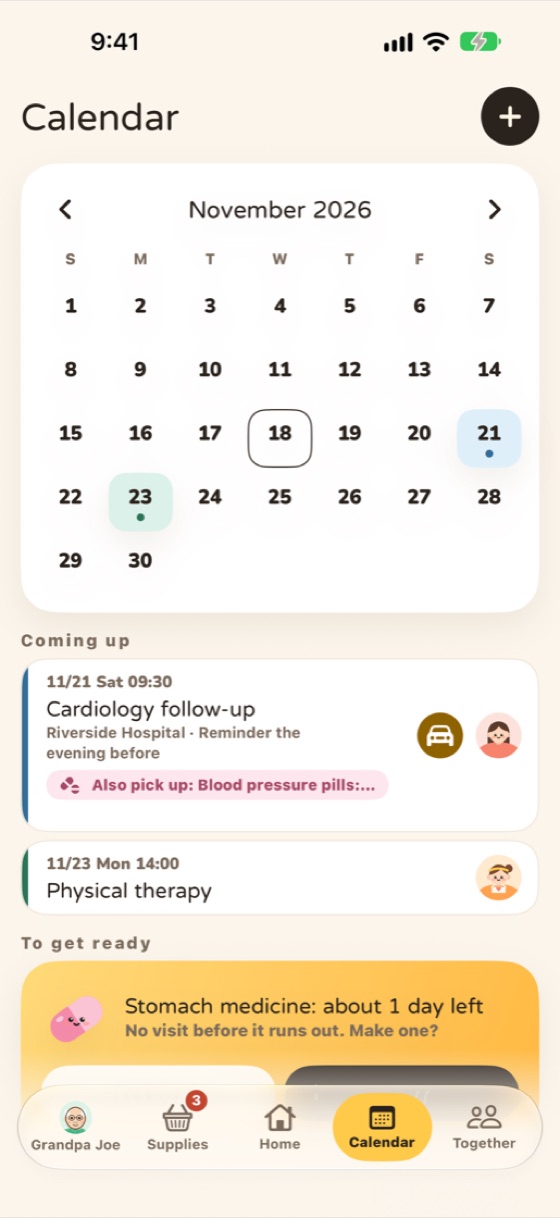 9:41
Calendar
November 2026
S M T W T F S
1 2 3 4 5 6 7
8 9 10 11 12 13 14
15 16 17 18 19 20 21
22 23 24 25 26 27 28
29 30
Coming up
11/21 Sat 09:30
Cardiology follow-up
Riverside Hospital · Reminder the
evening before
Also pick up: Blood pressure pills:...
11/23 Mon 14:00
Physical therapy
To get ready
Stomach medicine: about 1 day left
No visit before it runs out. Make one?
3
Grandpa Joe Supplies Home Calendar Together